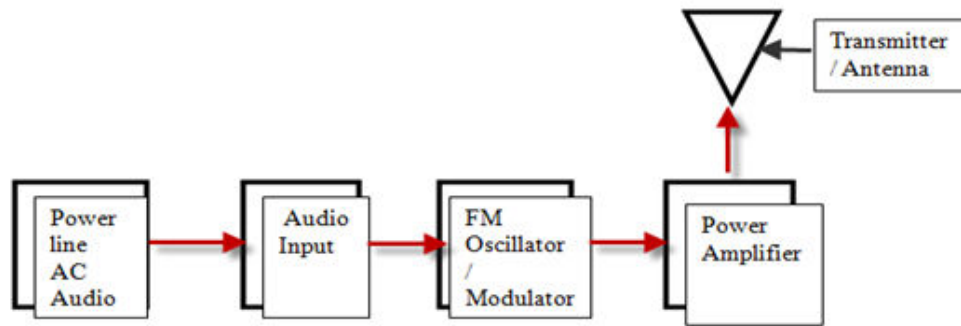 Transmitter
/ Antenna
Power
line
AC
Audio
Audio
Input
FM
Oscillator
/
Modulator
Power
Amplifier